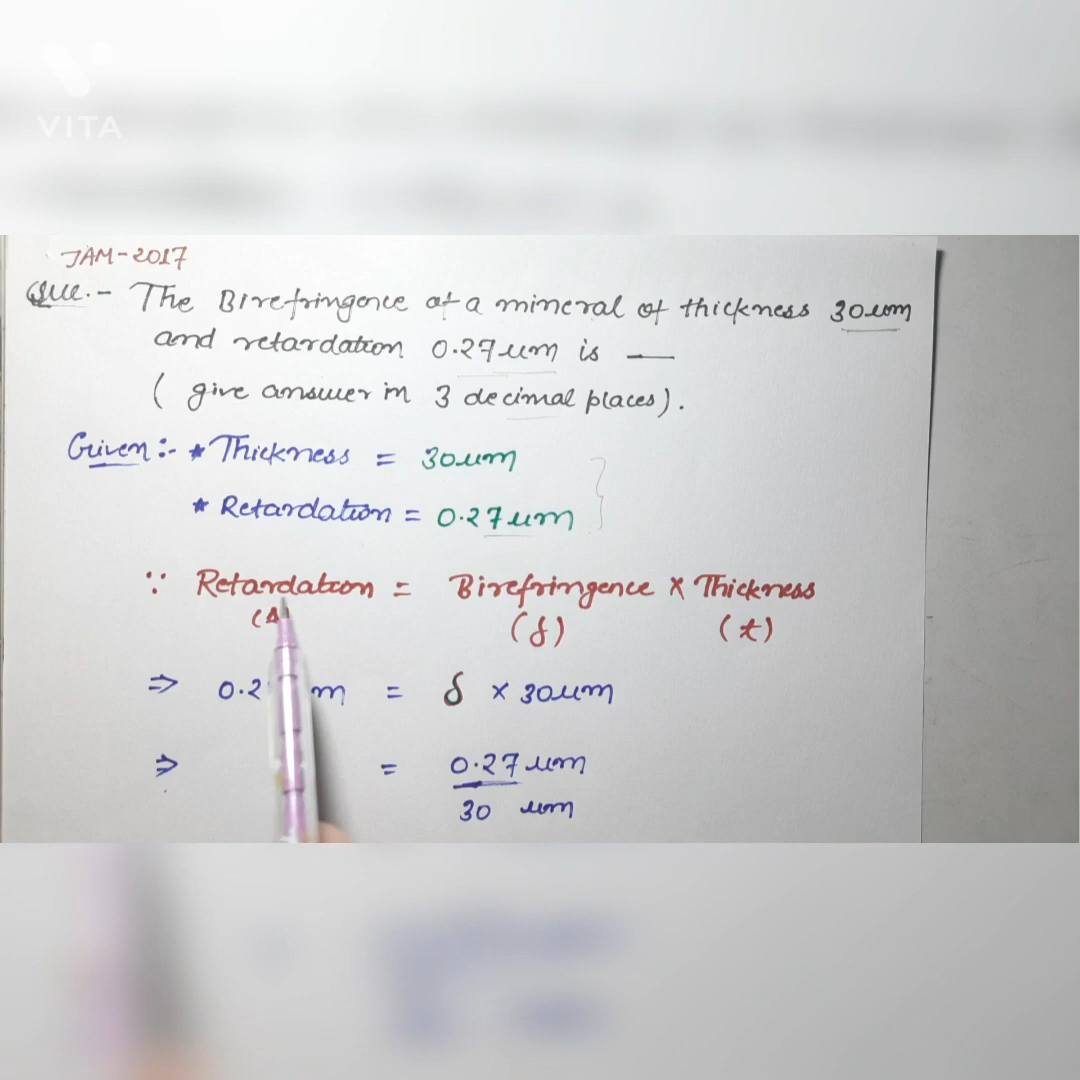 VITA
JAM-2017
Que.- The Birefringence of a mineral of thickness 30um
and retardation 0.27um is —
( give answer in 3 decimal places).
Given :- * Thickness = 30um
* Retardation = 0.27um
∵ Retardation = Birefringence × Thickness
(δ) (t)
⇒ = δ × 30um
⇒ = 0.27um
30 um